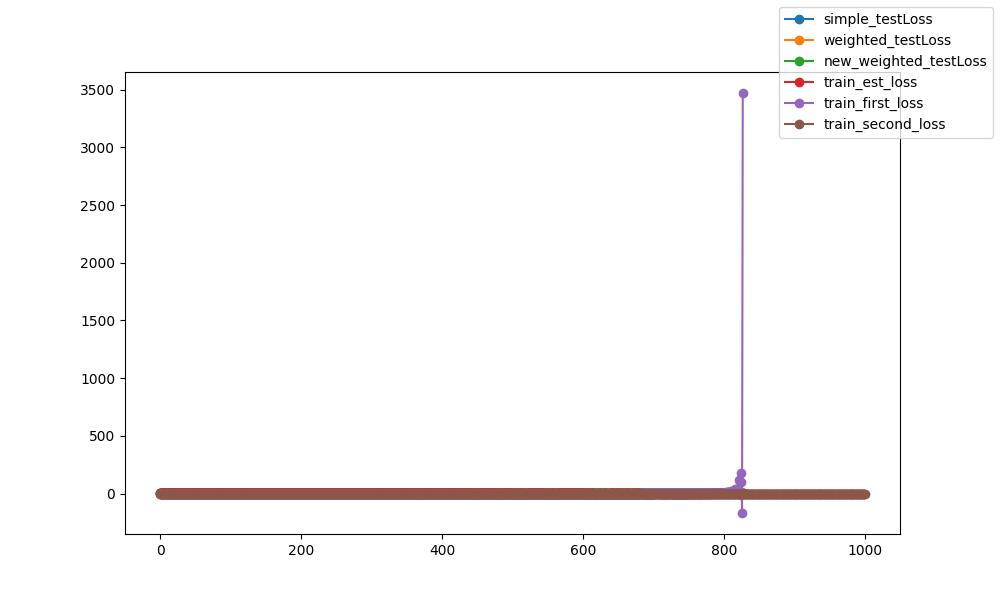 simple_testLoss
weighted_testLoss
new_weighted_testLoss
train_est_loss
train_first_loss
train_second_loss
3500
3000
2500
2000
1500
1000
500
0
0 200 400 600 800 1000